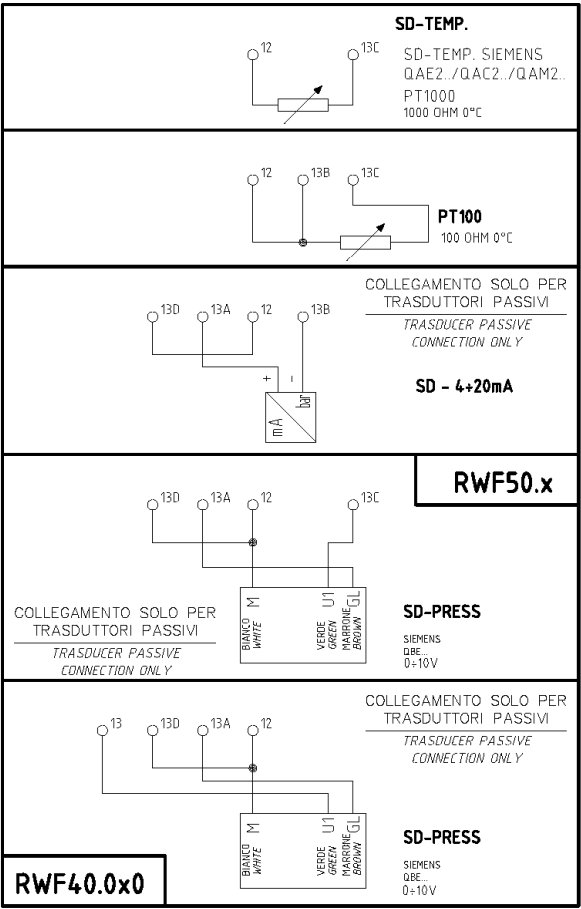 SD-TEMP.
12
13C
SD-TEMP. SIEMENS
QAE2../QAC2../QAM2..
PT1000
1000 OHM 0°C
12
13B
13C
PT100
100 OHM 0°C
COLLEGAMENTO SOLO PER
TRASDUTTORI PASSIVI
TRASDUCER PASSIVE
CONNECTION ONLY
13D
13A
12
13B
+
-
mA
bar
SD - 4÷20mA
RWF50.x
13D
13A
12
13C
M
U1
GL
BIANCO
WHITE
VERDE
GREEN
MARRONE
BROWN
COLLEGAMENTO SOLO PER
TRASDUTTORI PASSIVI
TRASDUCER PASSIVE
CONNECTION ONLY
SD-PRESS
SIEMENS
QBE...
0÷10V
COLLEGAMENTO SOLO PER
TRASDUTTORI PASSIVI
TRASDUCER PASSIVE
CONNECTION ONLY
13
13D
13A
12
M
U1
GL
BIANCO
WHITE
VERDE
GREEN
MARRONE
BROWN
SD-PRESS
SIEMENS
QBE...
0÷10V
RWF40.0x0